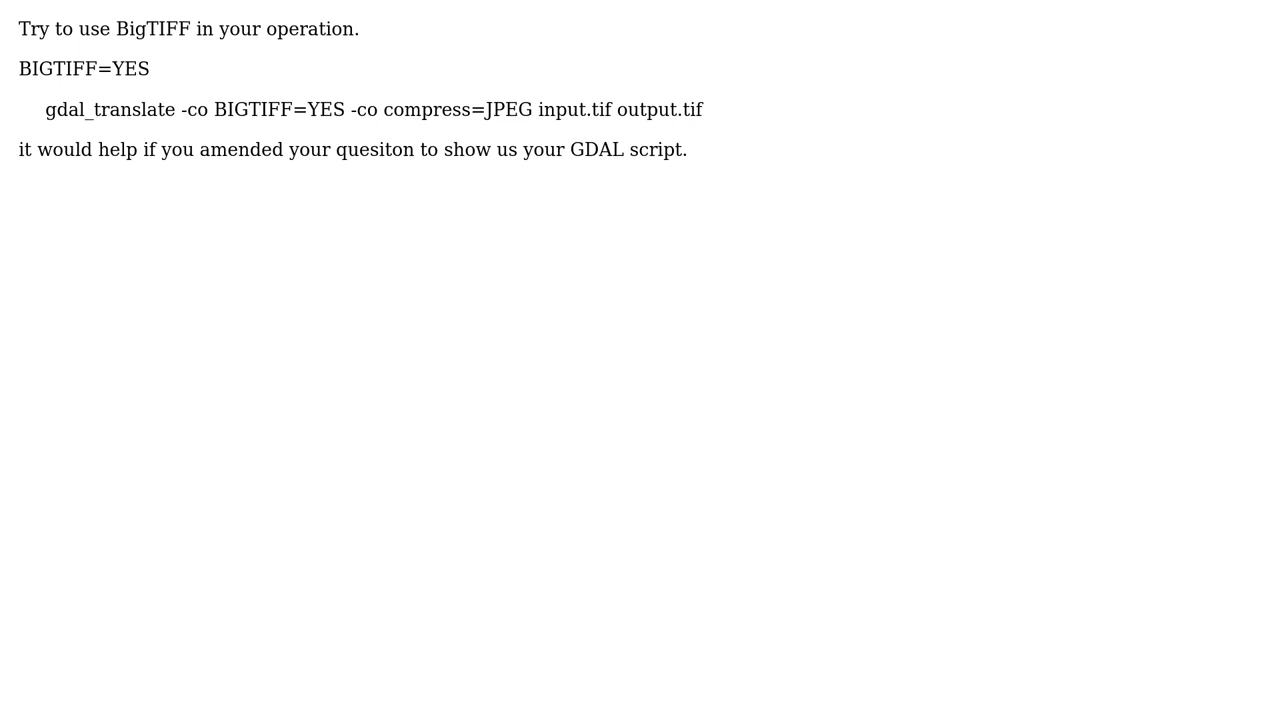 Try to use BigTIFF in your operation.
BIGTIFF=YES
gdal_translate -co BIGTIFF=YES -co compress=JPEG input.tif output.tif
it would help if you amended your quesiton to show us your GDAL script.